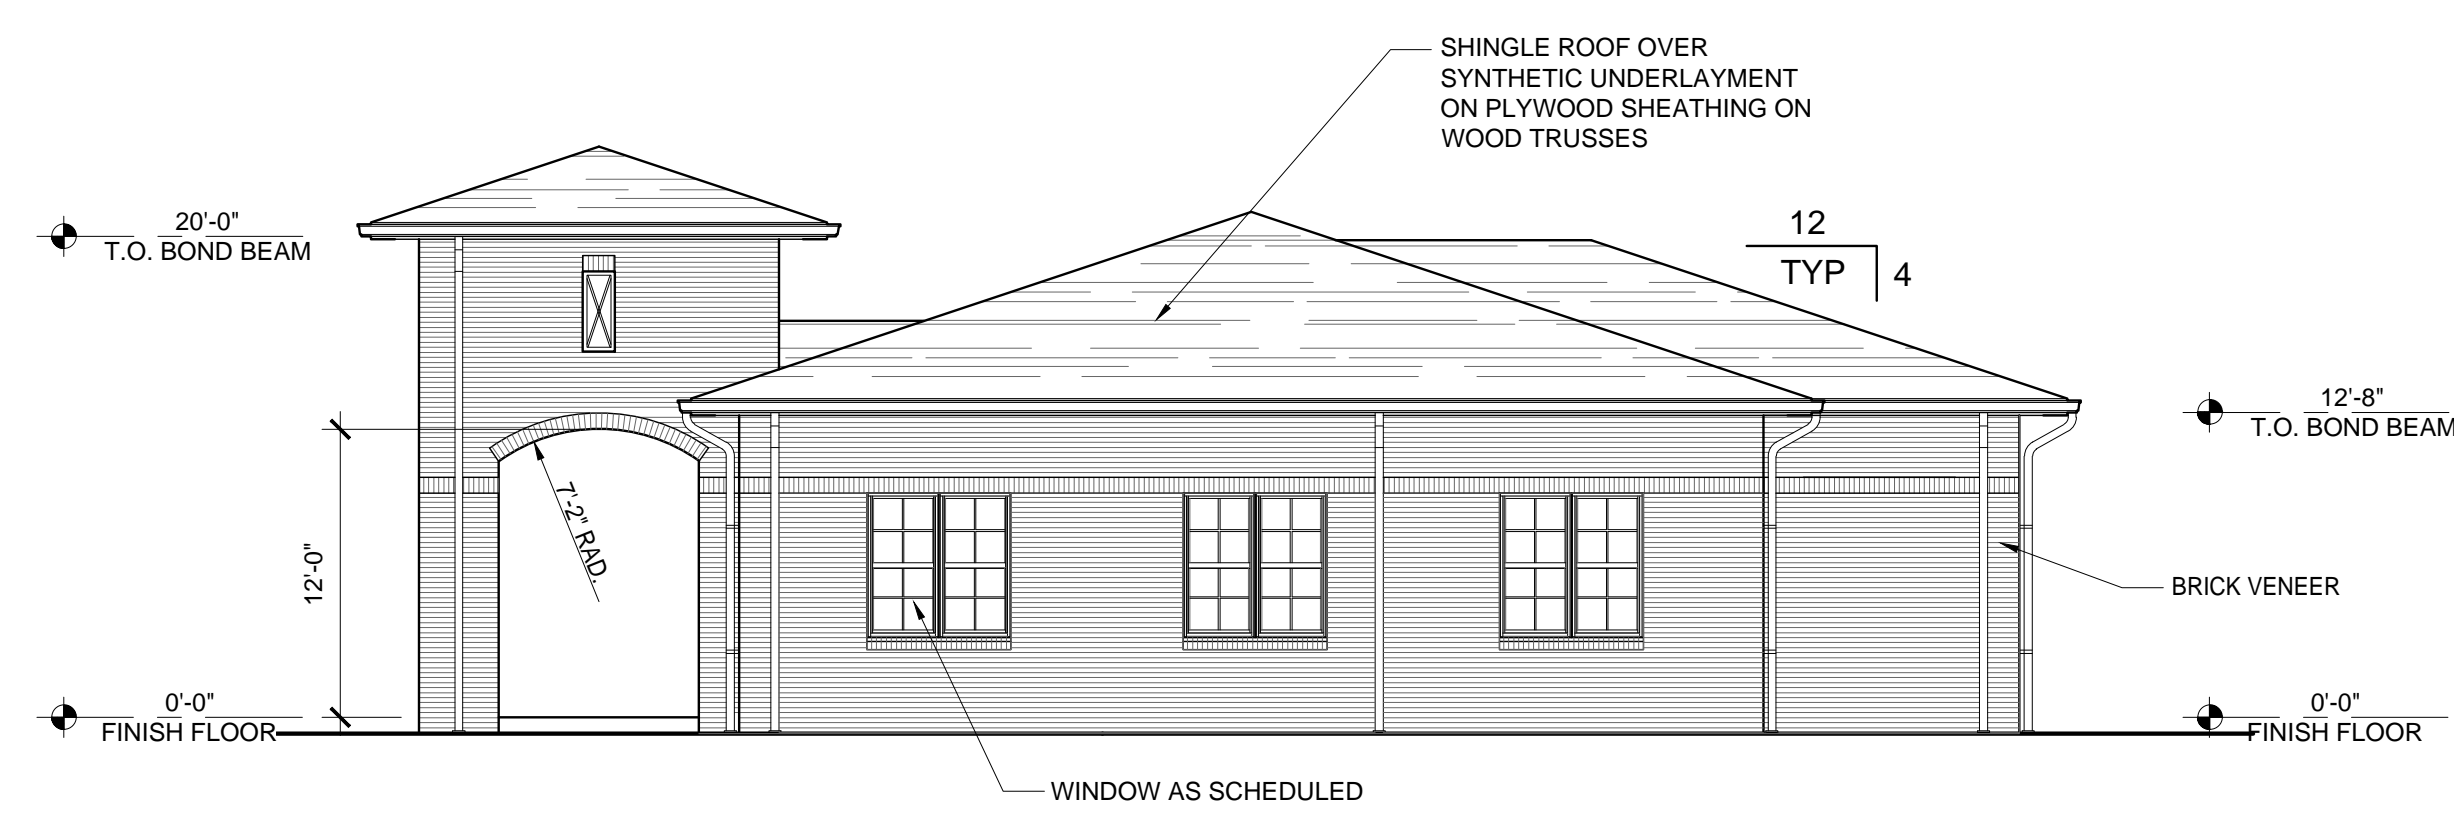 SHINGLE ROOF OVER
SYNTHETIC UNDERLAYMENT
ON PLYWOOD SHEATHING ON
WOOD TRUSSES
12
TYP
4
20'-0"
T.O. BOND BEAM
12'-8"
T.O. BOND BEAM
7'-2" RAD.
12'-0"
BRICK VENEER
0'-0"
FINISH FLOOR
0'-0"
FINISH FLOOR
WINDOW AS SCHEDULED